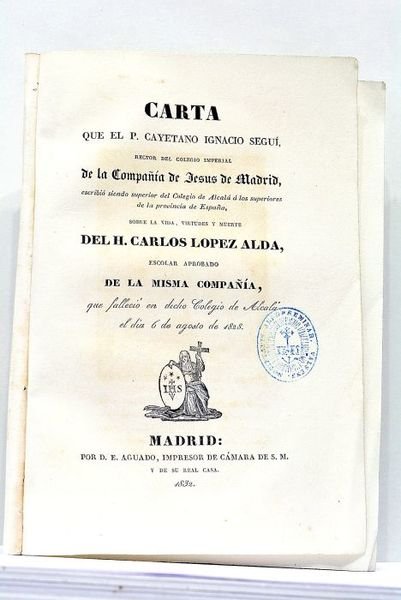 CARTA
QUE EL P. CAYETANO IGNACIO SEGUÍ,
RECTOR DEL COLEGIO IMPERIAL
de la Compañía de Jesus de Madrid,
escribió siendo superior del Colegio de Alcalá á los superiores
de la provincia de España,
SOBRE LA VIDA, VIRTUDES Y MUERTE
DEL H. CARLOS LOPEZ ALDA,
ESCOLAR APROBADO
DE LA MISMA COMPAÑÍA,
que falleció en dicho Colegio de Alcalá
el dia 6 de agosto de 1828.
IHS
MADRID:
POR D. E. AGUADO, IMPRESOR DE CÁMARA DE S. M.
Y DE SU REAL CASA.
1832.